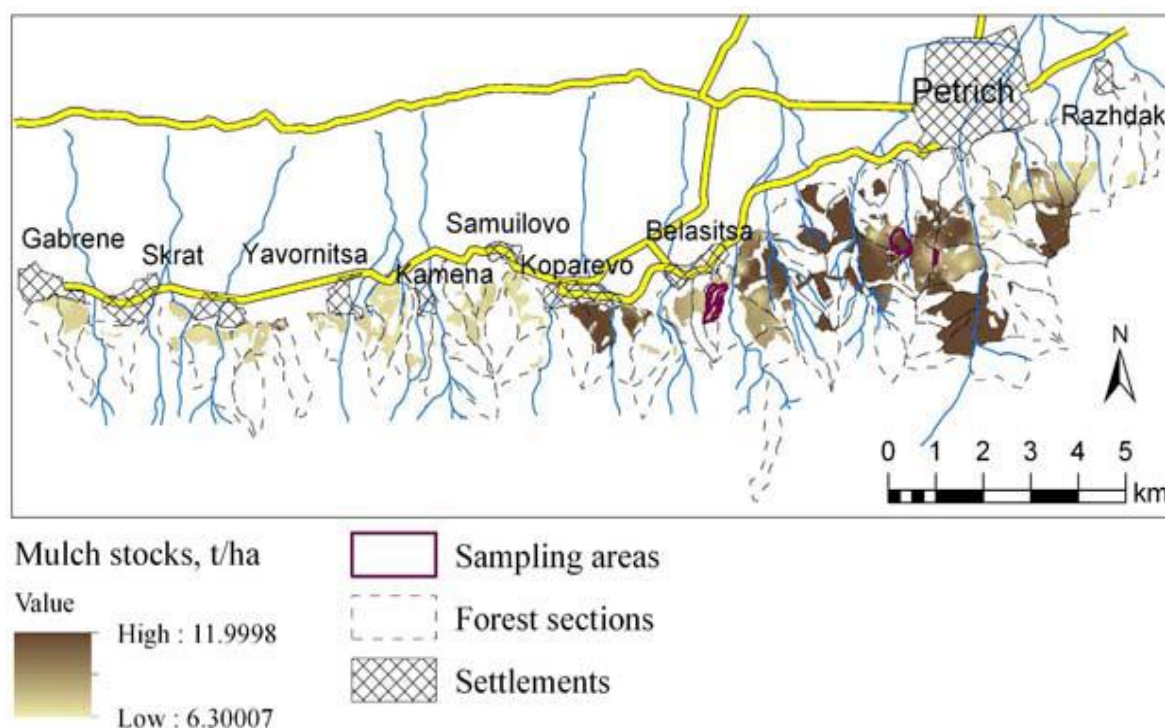 Petrich
Razhdak
Samuilovo
Belasitsa
Gabrene
Skrat
Yavornitsa
Kamena
Koparevo
N
0 1 2 3 4 5
km
Mulch stocks, t/ha
Value
High : 11.9998
Low : 6.30007
Sampling areas
Forest sections
Settlements